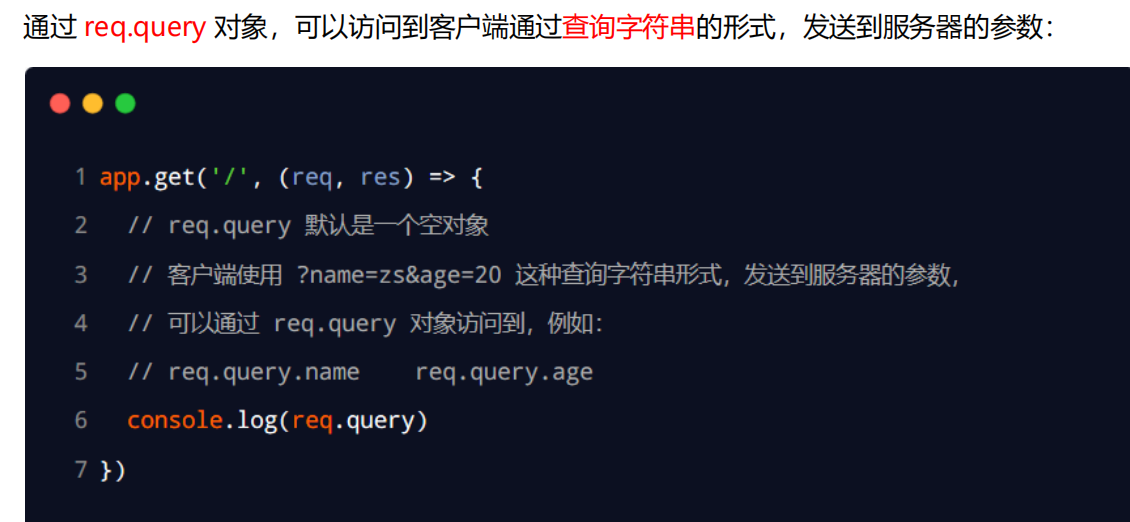 通过 req.query 对象，可以访问到客户端通过查询字符串的形式，发送到服务器的参数：
1 app.get('/', (req, res) => {
2   // req.query 默认是一个空对象
3   // 客户端使用 ?name=zs&age=20 这种查询字符串形式，发送到服务器的参数，
4   // 可以通过 req.query 对象访问到，例如：
5   // req.query.name    req.query.age
6   console.log(req.query)
7 })